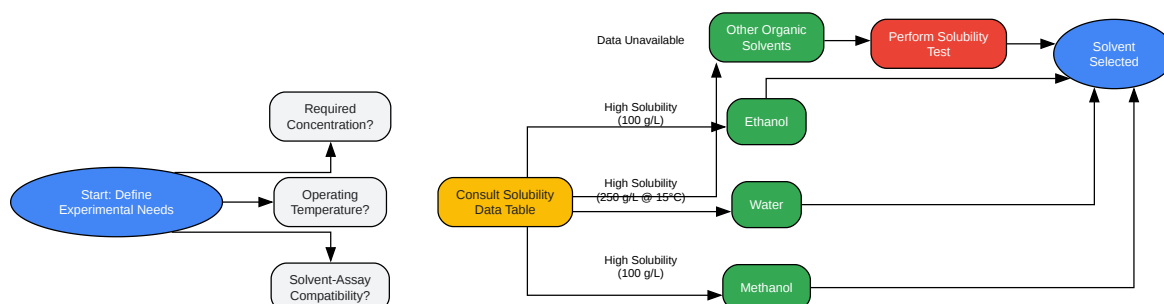 Start: Define
Experimental Needs
Required
Concentration?
Operating
Temperature?
Solvent-Assay
Compatibility?
Consult Solubility
Data Table
Data Unavailable
High Solubility
(100 g/L)
High Solubility
(250 g/L @ 15°C)
High Solubility
(100 g/L)
Other Organic
Solvents
Ethanol
Water
Methanol
Perform Solubility
Test
Solvent
Selected